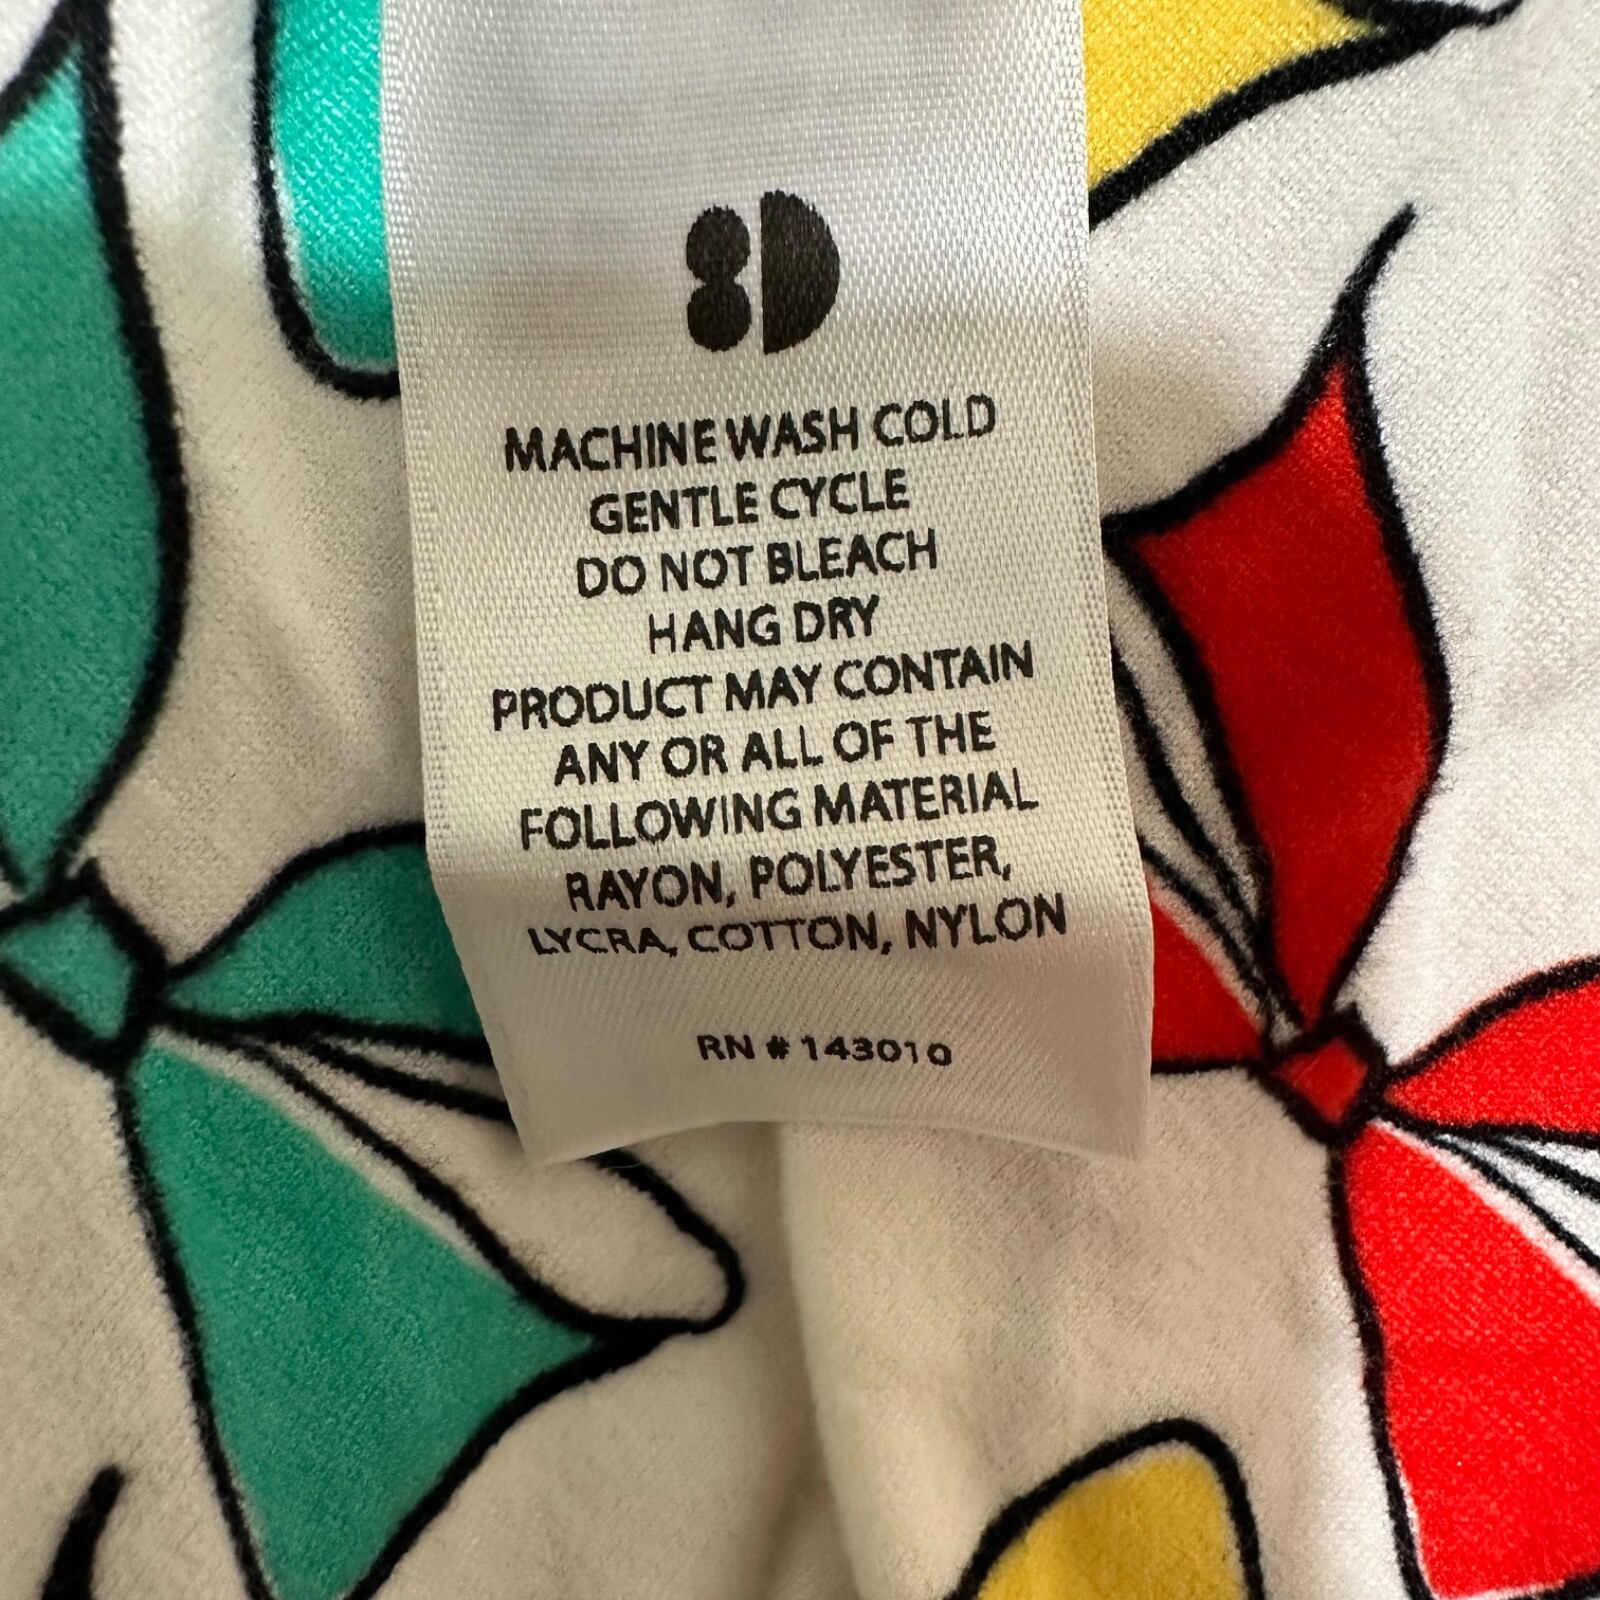 8D
MACHINE WASH COLD
GENTLE CYCLE
DO NOT BLEACH
HANG DRY
PRODUCT MAY CONTAIN
ANY OR ALL OF THE
FOLLOWING MATERIAL
RAYON, POLYESTER,
LYCRA, COTTON, NYLON
RN # 143010